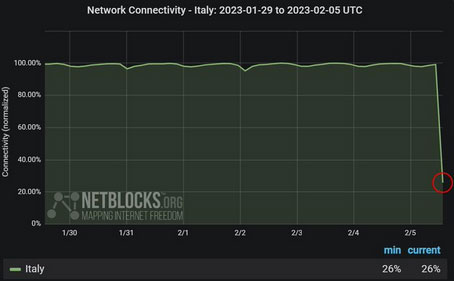 Network Connectivity - Italy: 2023-01-29 to 2023-02-05 UTC
Connectivity (normalized)
100.00%
80.00%
60.00%
40.00%
20.00%
0%
NETBLOCKS.ORG
MAPPING INTERNET FREEDOM
1/30 1/31 2/1 2/2 2/3 2/4 2/5
min current
Italy 26% 26%